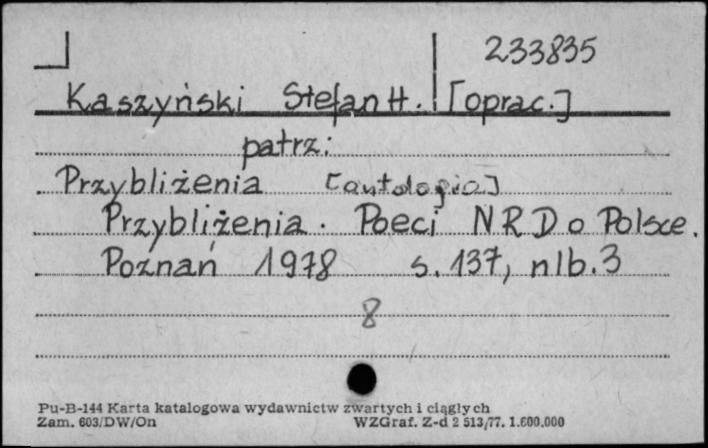 233835
Kaszyński Stefan H. [oprac.]
patrz:
Przybliżenia [antologia]
Przybliżenia. Poeci NRD o Polsce.
Poznań 1978 s. 137, nlb. 3
8
Pu-B-144 Karta katalogowa wydawnictw zwartych i ciągłych
Zam. 603/DW/On WZGraf. Z-d 2 513/77. 1.600.000